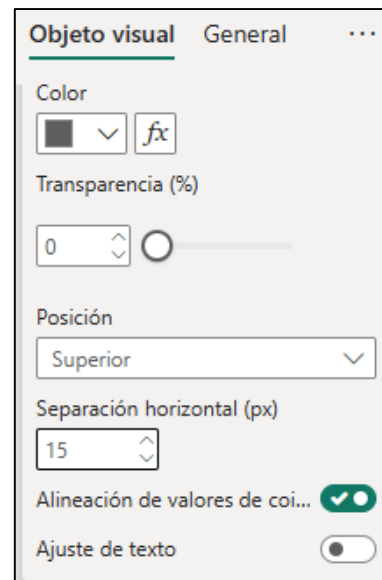 Objeto visual General ...
Color
fx
Transparencia (%)
0
Posición
Superior
Separación horizontal (px)
15
Alineación de valores de coi...
Ajuste de texto